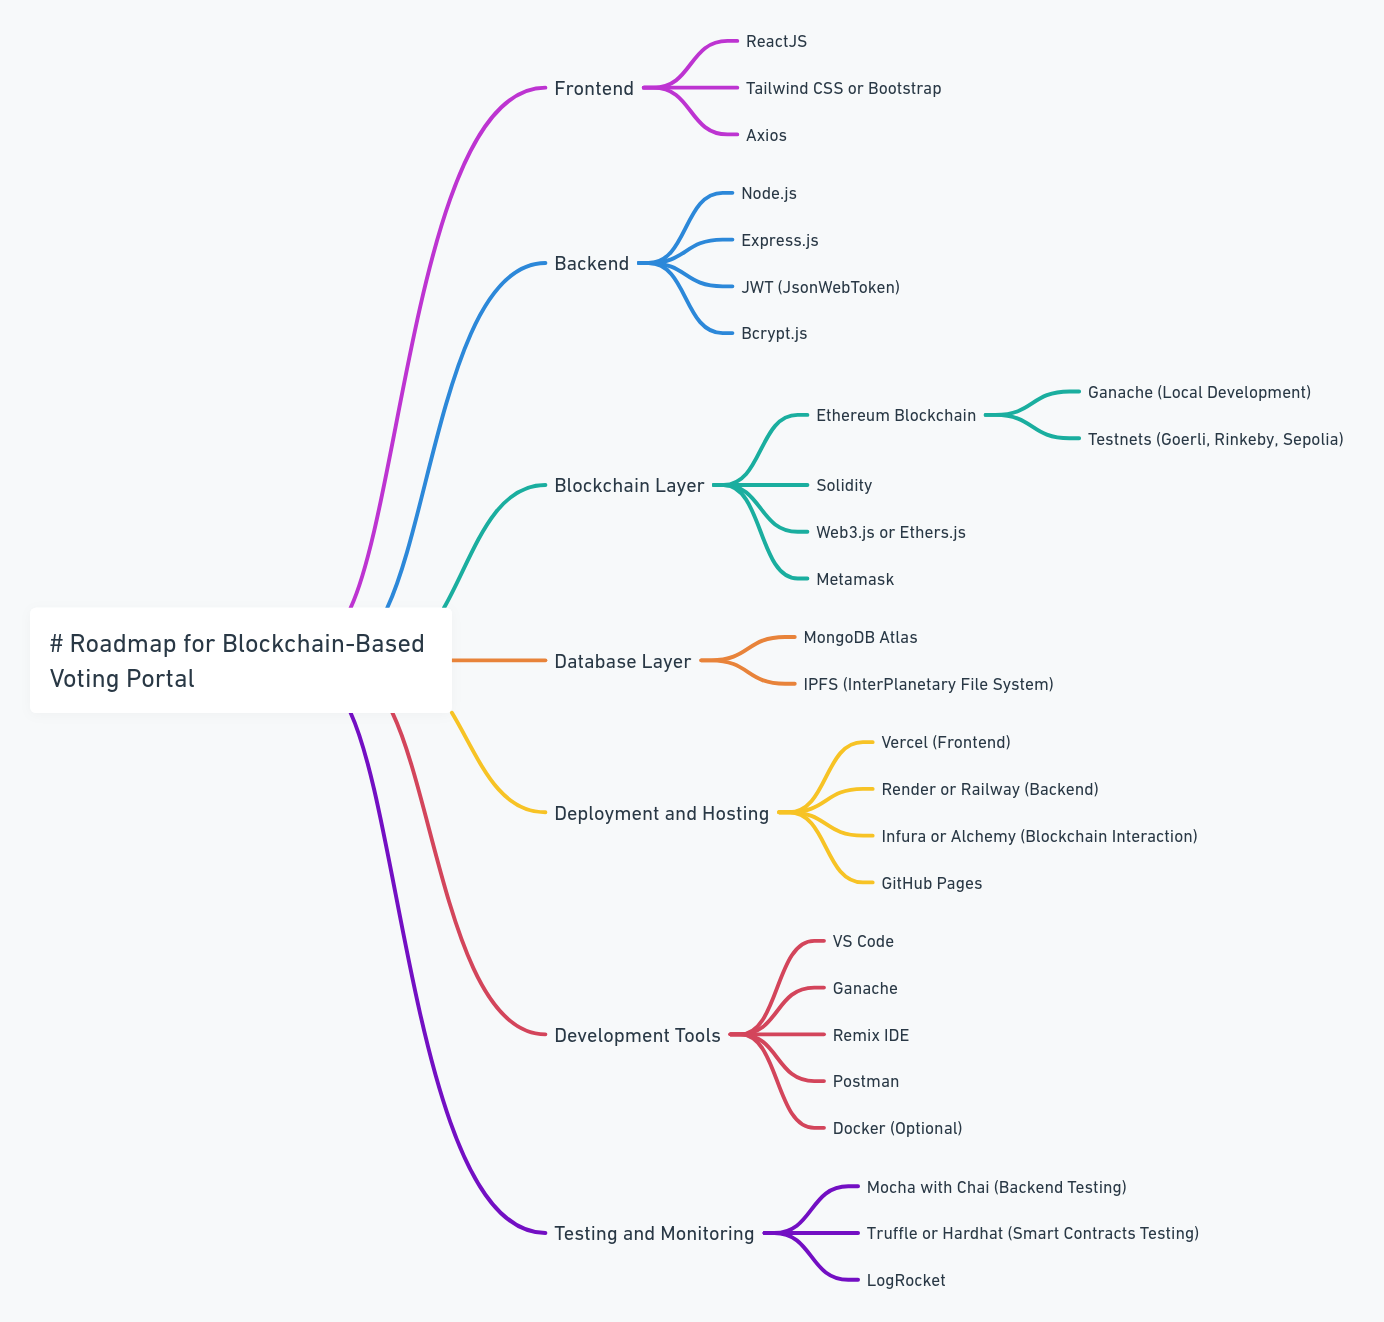 # Roadmap for Blockchain-Based
Voting Portal
Frontend
ReactJS
Tailwind CSS or Bootstrap
Axios
Backend
Node.js
Express.js
JWT (JsonWebToken)
Bcrypt.js
Blockchain Layer
Ethereum Blockchain
Ganache (Local Development)
Testnets (Goerli, Rinkeby, Sepolia)
Solidity
Web3.js or Ethers.js
Metamask
Database Layer
MongoDB Atlas
IPFS (InterPlanetary File System)
Deployment and Hosting
Vercel (Frontend)
Render or Railway (Backend)
Infura or Alchemy (Blockchain Interaction)
GitHub Pages
Development Tools
VS Code
Ganache
Remix IDE
Postman
Docker (Optional)
Testing and Monitoring
Mocha with Chai (Backend Testing)
Truffle or Hardhat (Smart Contracts Testing)
LogRocket